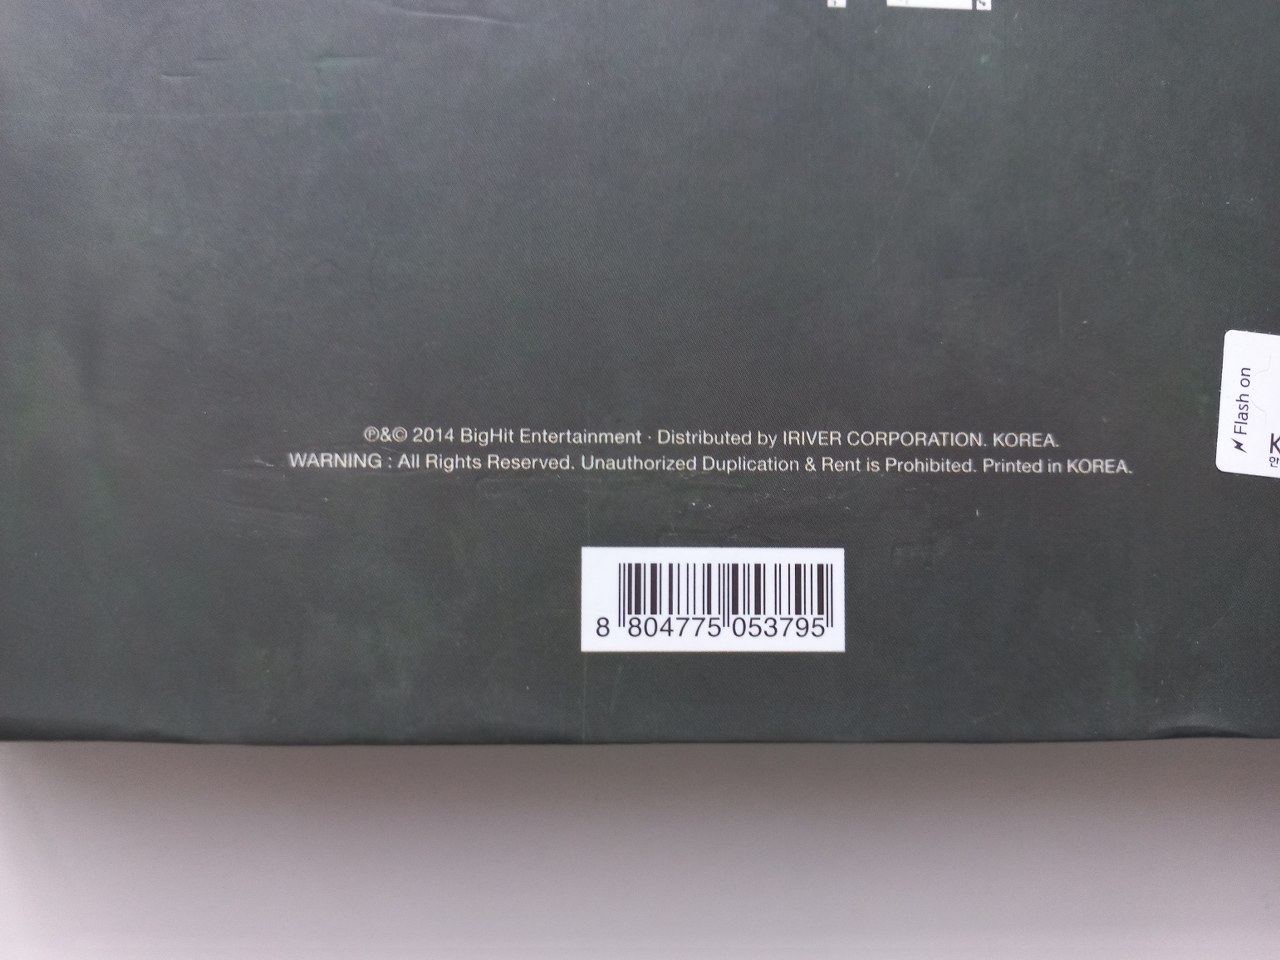 ℗&© 2014 BigHit Entertainment · Distributed by IRIVER CORPORATION. KOREA.
WARNING : All Rights Reserved. Unauthorized Duplication & Rent is Prohibited. Printed in KOREA.
8 804775 053795
Flash on